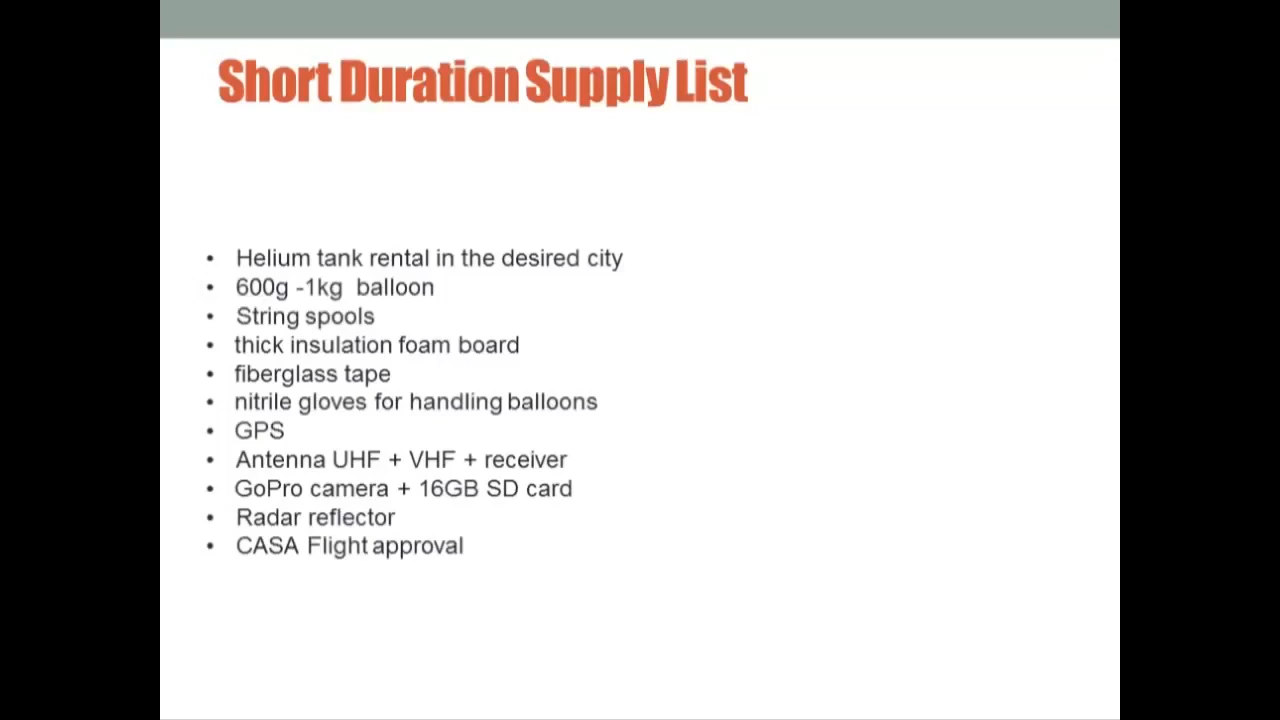 Short Duration Supply List
• Helium tank rental in the desired city
• 600g -1kg  balloon
• String spools
• thick insulation foam board
• fiberglass tape
• nitrile gloves for handling balloons
• GPS
• Antenna UHF + VHF + receiver
• GoPro camera + 16GB SD card
• Radar reflector
• CASA Flight approval